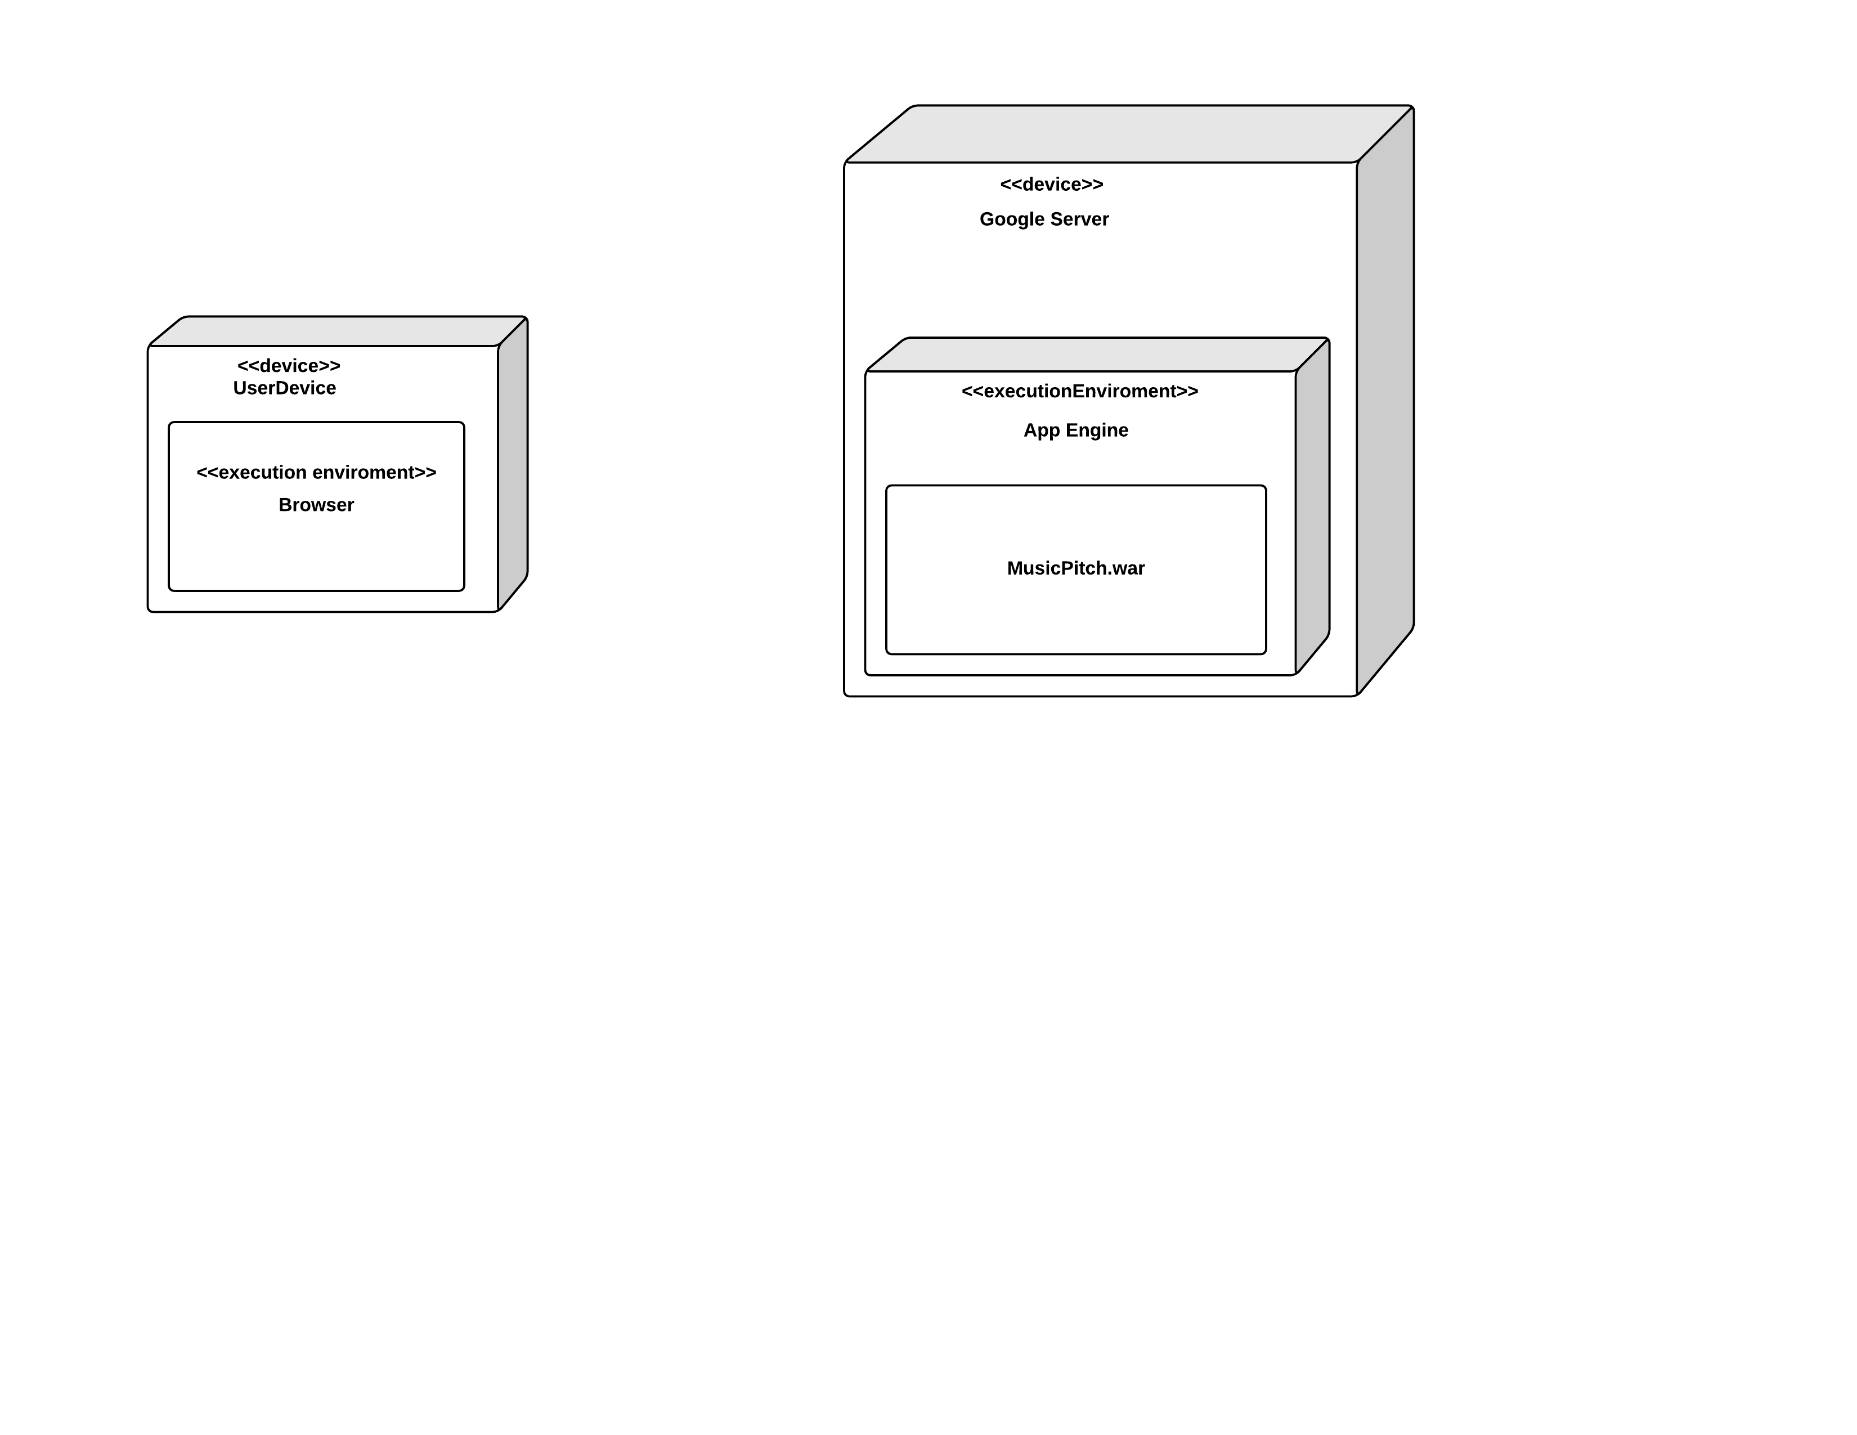 <<device>>
UserDevice
<<execution enviroment>>
Browser
<<device>>
Google Server
<<executionEnviroment>>
App Engine
MusicPitch.war